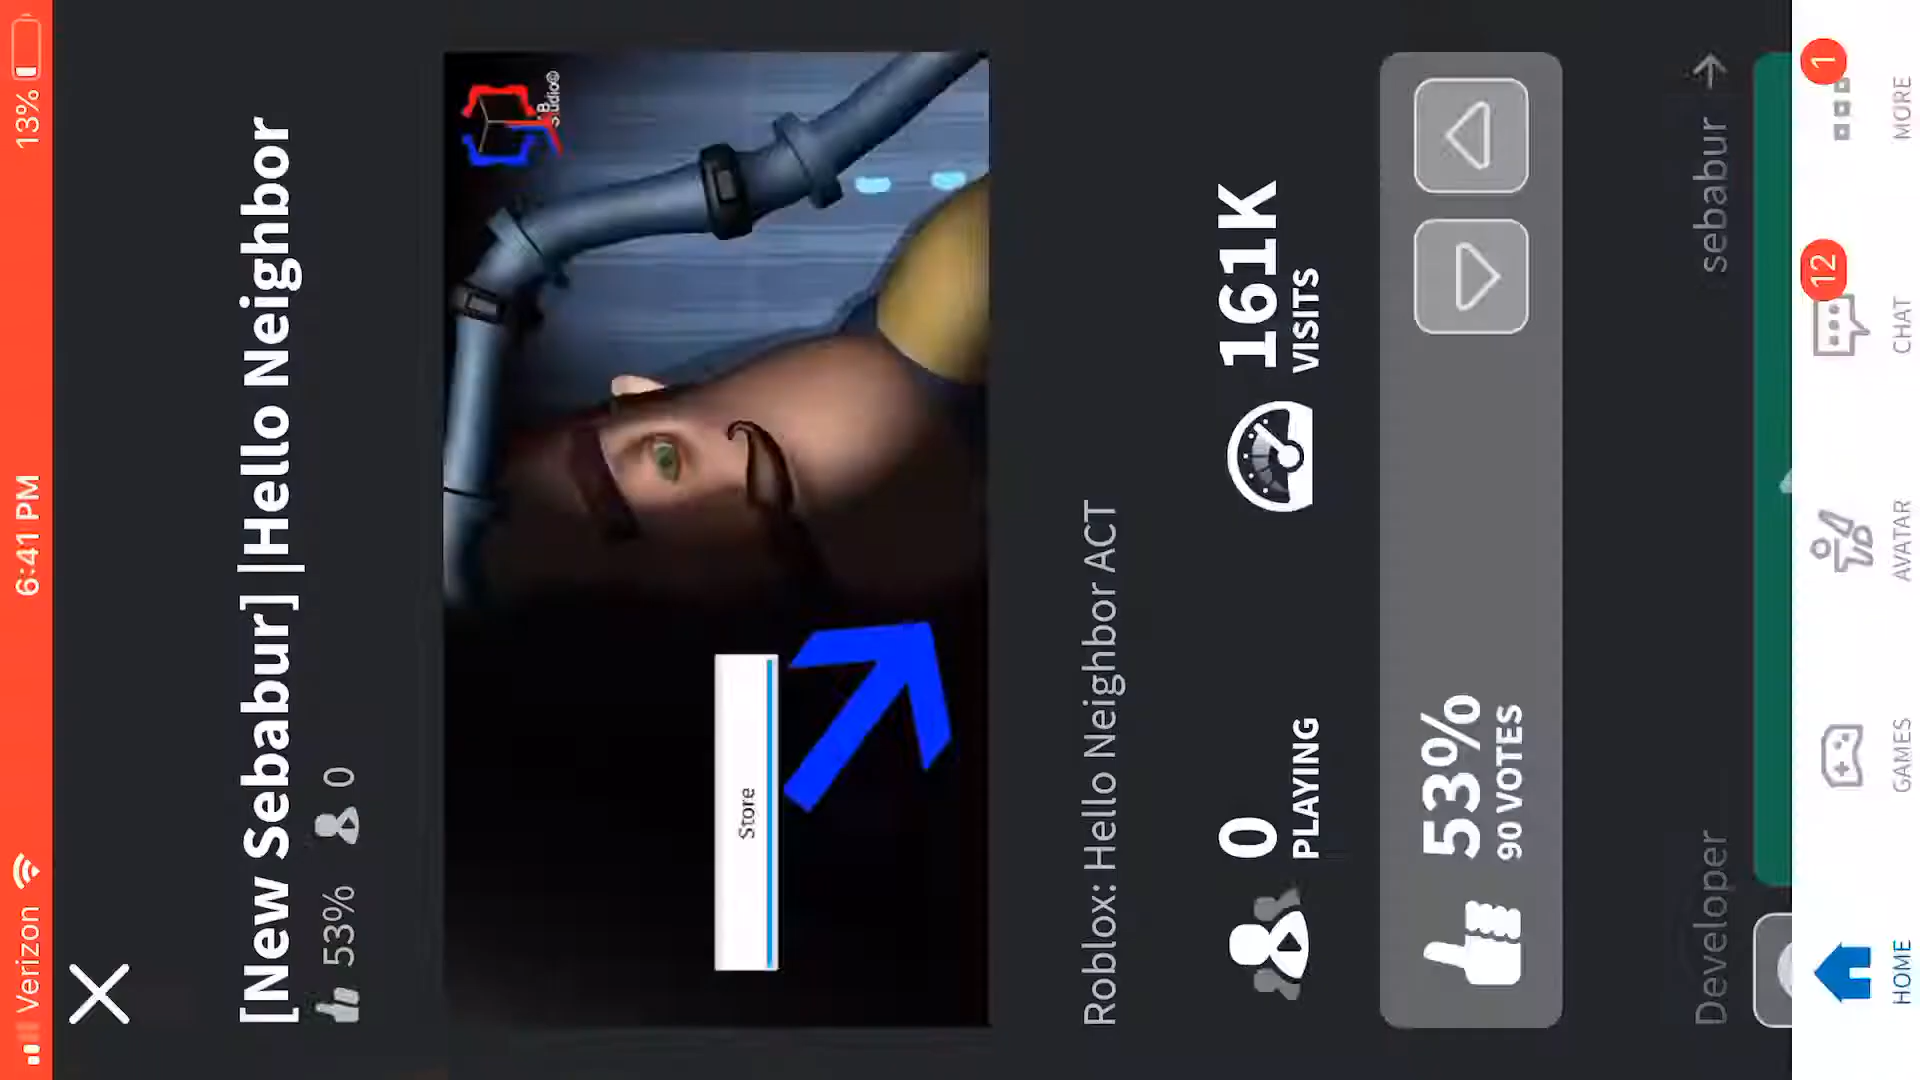 Verizon 6:41 PM 13%
[New Sebabur] |Hello Neighbor
53% 0
B
Studio©
Store
Roblox: Hello Neighbor ACT
0 161K
PLAYING VISITS
53%
90 VOTES
Developer sebabur
12 1
HOME GAMES AVATAR CHAT MORE